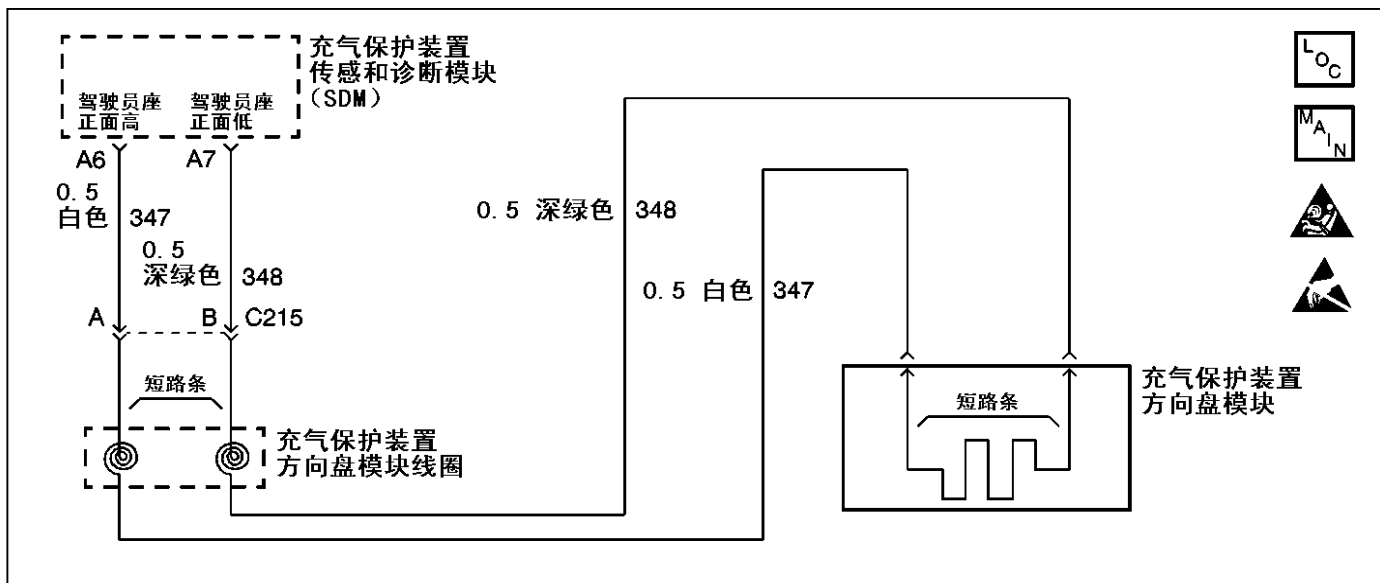 充气保护装置
传感和诊断模块
（SDM）
驾驶员座
正面高
驾驶员座
正面低
A6
A7
0.5
白色
347
0.5
深绿色
348
A
B
C215
短路条
充气保护装置
方向盘模块线圈
0.5 深绿色
348
0.5 白色
347
短路条
充气保护装置
方向盘模块
LOC
MAIN